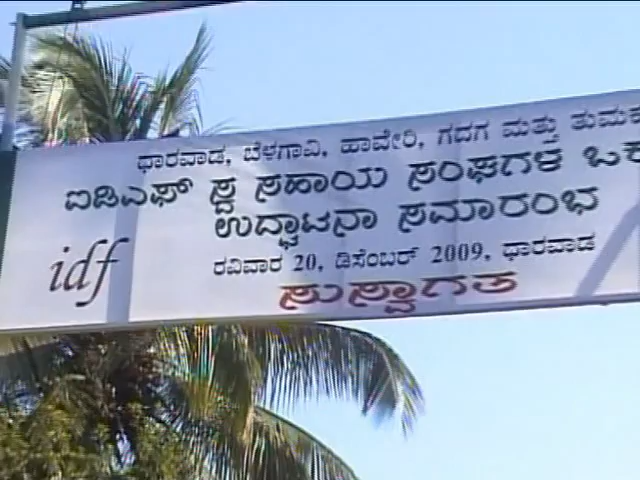 ಧಾರವಾಡ, ಬೆಳಗಾವಿ, ಹಾವೇರಿ, ಗದಗ ಮತ್ತು
ಐಡಿಎಫ್ ಸ್ವ ಸಹಾಯ ಸಂಘಗಳ
ಉದ್ಘಾಟನಾ ಸಮಾರಂಭ
idf
ರವಿವಾರ 20, ಡಿಸೆಂಬರ್ 2009, ಧಾರವಾಡ
ಸುಸ್ವಾಗತ